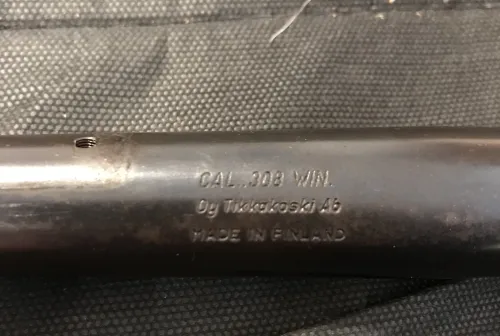 CAL. .308 WIN.
Oy Tikkakoski Ab
MADE IN FINLAND